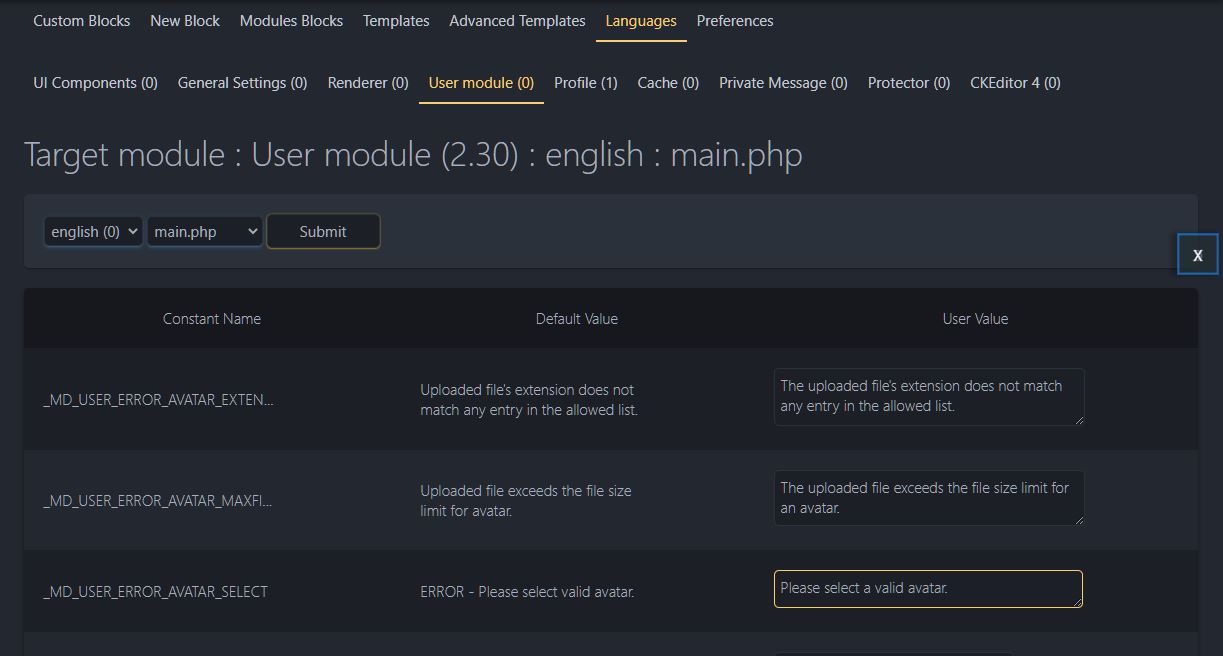 Custom Blocks New Block Modules Blocks Templates Advanced Templates Languages Preferences
UI Components (0) General Settings (0) Renderer (0) User module (0) Profile (1) Cache (0) Private Message (0) Protector (0) CKEditor 4 (0)
Target module : User module (2.30) : english : main.php
english (0) main.php Submit
X
Constant Name Default Value User Value
_MD_USER_ERROR_AVATAR_EXTEN...
Uploaded file's extension does not
match any entry in the allowed list.
The uploaded file's extension does not match
any entry in the allowed list.
_MD_USER_ERROR_AVATAR_MAXFI...
Uploaded file exceeds the file size
limit for avatar.
The uploaded file exceeds the file size limit for
an avatar.
_MD_USER_ERROR_AVATAR_SELECT
ERROR - Please select valid avatar.
Please select a valid avatar.